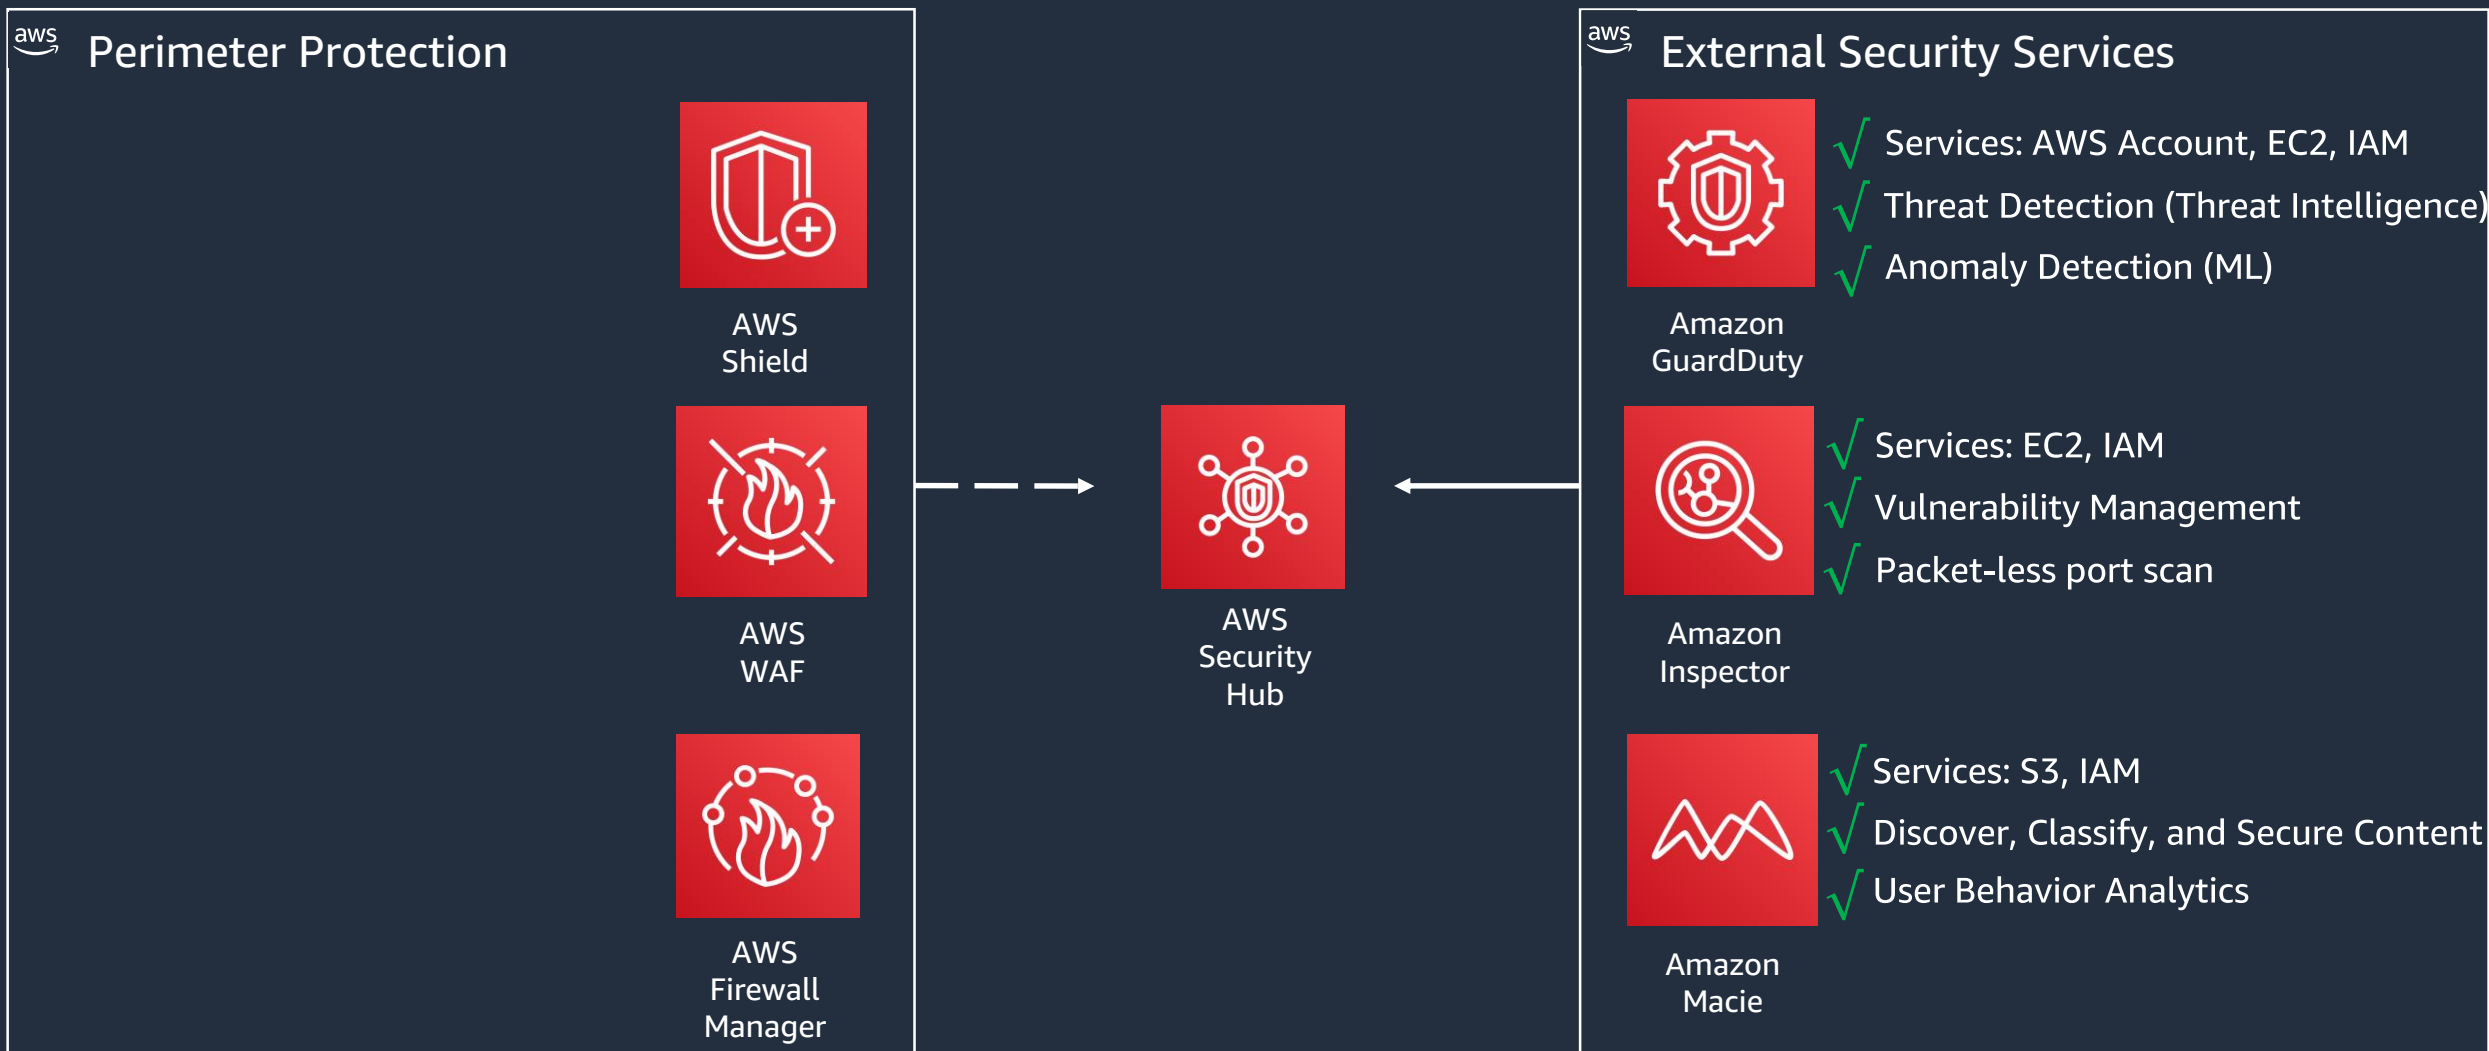 aws
Perimeter Protection
AWS
Shield
AWS
WAF
AWS
Firewall
Manager
AWS
Security
Hub
aws
External Security Services
Amazon
GuardDuty
√ Services: AWS Account, EC2, IAM
√ Threat Detection (Threat Intelligence)
√ Anomaly Detection (ML)
Amazon
Inspector
√ Services: EC2, IAM
√ Vulnerability Management
√ Packet-less port scan
Amazon
Macie
√ Services: S3, IAM
√ Discover, Classify, and Secure Content
√ User Behavior Analytics